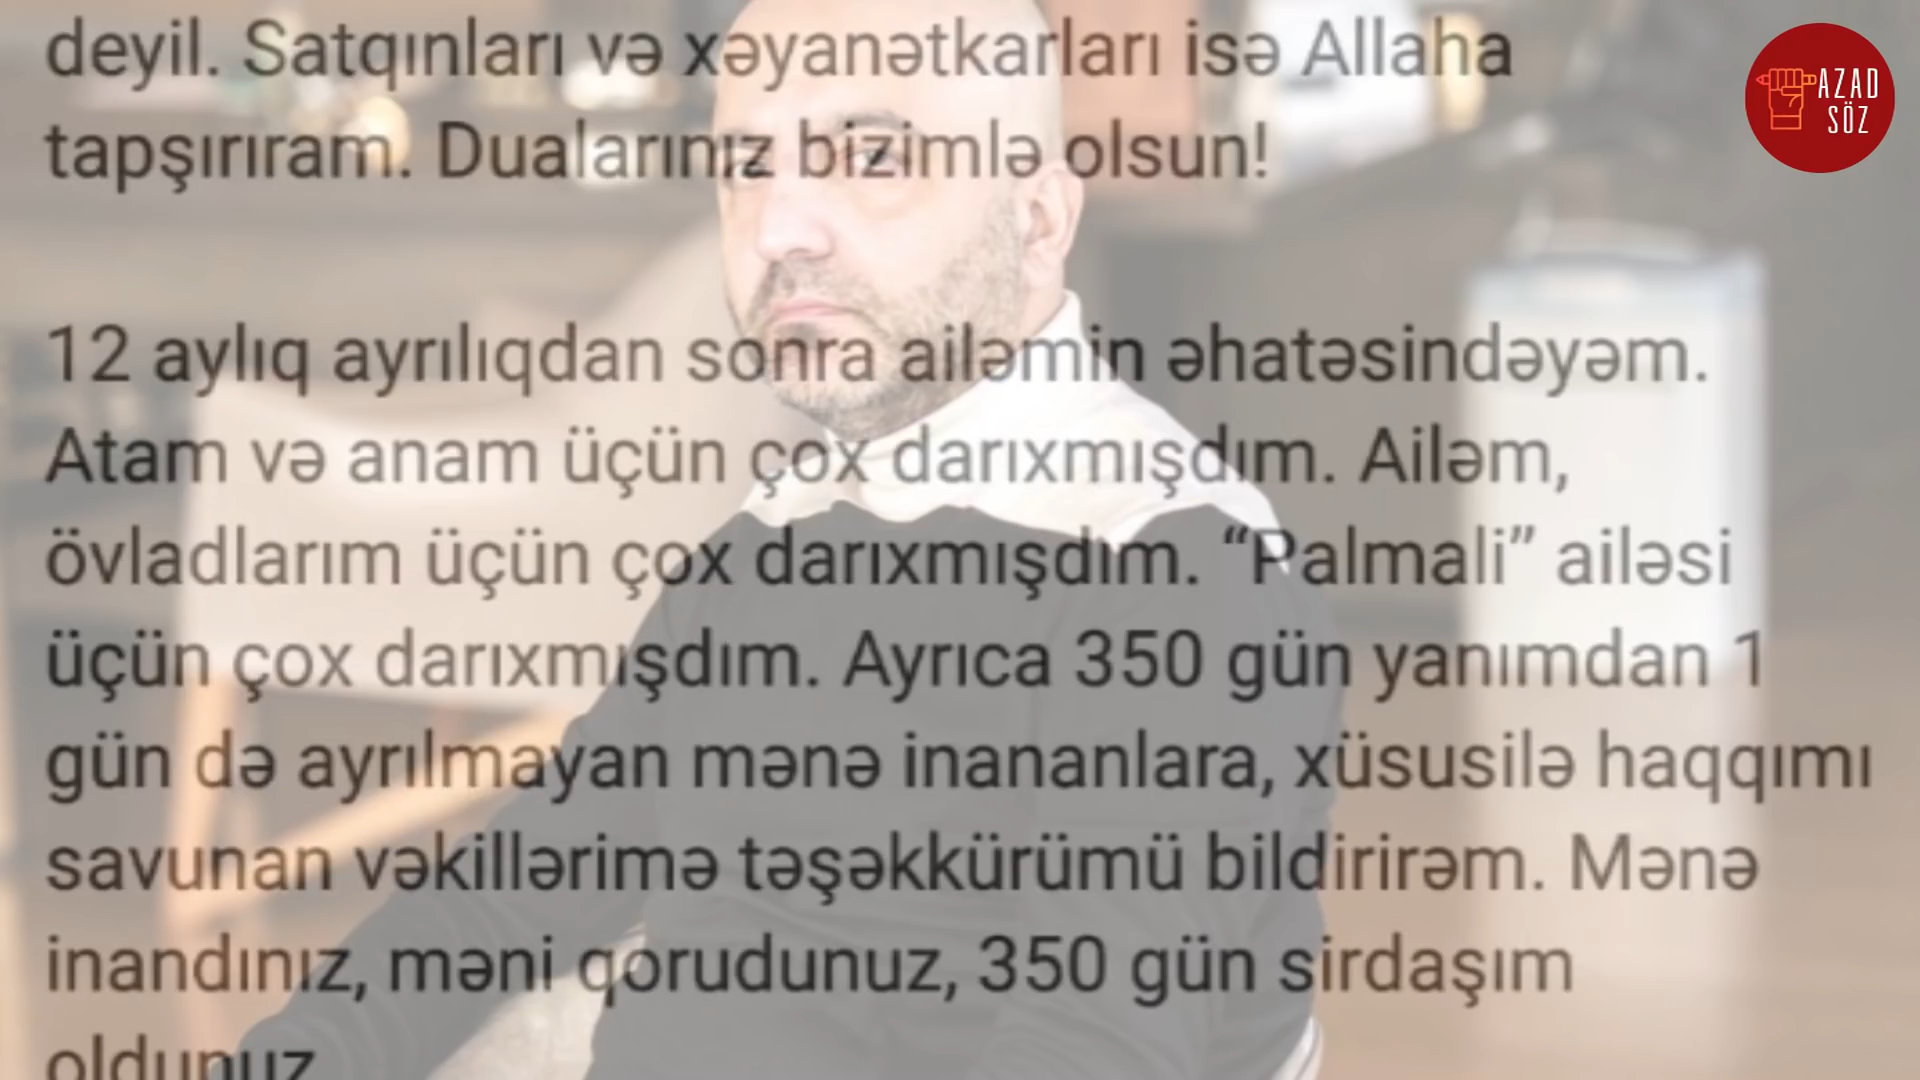 deyil. Satqınları və xəyanətkarları isə Allaha
tapşırıram. Dualarınız bizimlə olsun!
12 aylıq ayrılıqdan sonra ailəmin əhatəsindəyəm.
Atam və anam üçün çox darıxmışdım. Ailəm,
övladlarım üçün çox darıxmışdım. “Palmali” ailəsi
üçün çox darıxmışdım. Ayrıca 350 gün yanımdan 1
gün də ayrılmayan mənə inananlara, xüsusilə haqqımı
savunan vəkillərimə təşəkkürümü bildirirəm. Mənə
inandınız, məni qorudunuz, 350 gün sirdaşım
oldunuz
AZAD
SÖZ